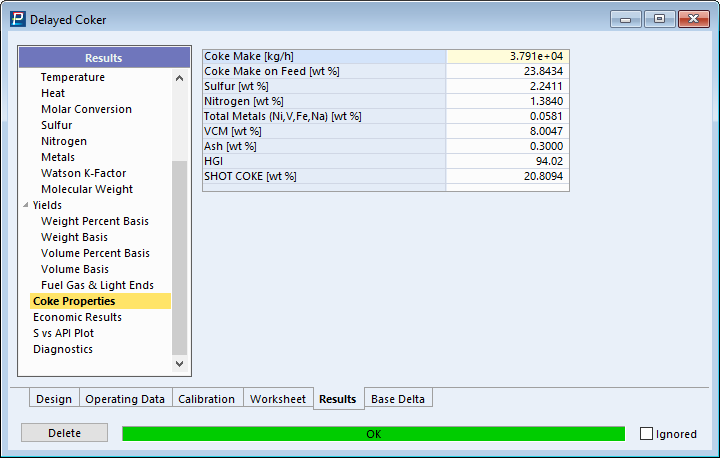 Delayed Coker
Results
Temperature
Heat
Molar Conversion
Sulfur
Nitrogen
Metals
Watson K-Factor
Molecular Weight
Yields
Weight Percent Basis
Weight Basis
Volume Percent Basis
Volume Basis
Fuel Gas & Light Ends
Coke Properties
Economic Results
S vs API Plot
Diagnostics
Coke Make [kg/h] 3.791e+04
Coke Make on Feed [wt %] 23.8434
Sulfur [wt %] 2.2411
Nitrogen [wt %] 1.3840
Total Metals (Ni,V,Fe,Na) [wt %] 0.0581
VCM [wt %] 8.0047
Ash [wt %] 0.3000
HGI 94.02
SHOT COKE [wt %] 20.8094
Design Operating Data Calibration Worksheet Results Base Delta
Delete OK Ignored